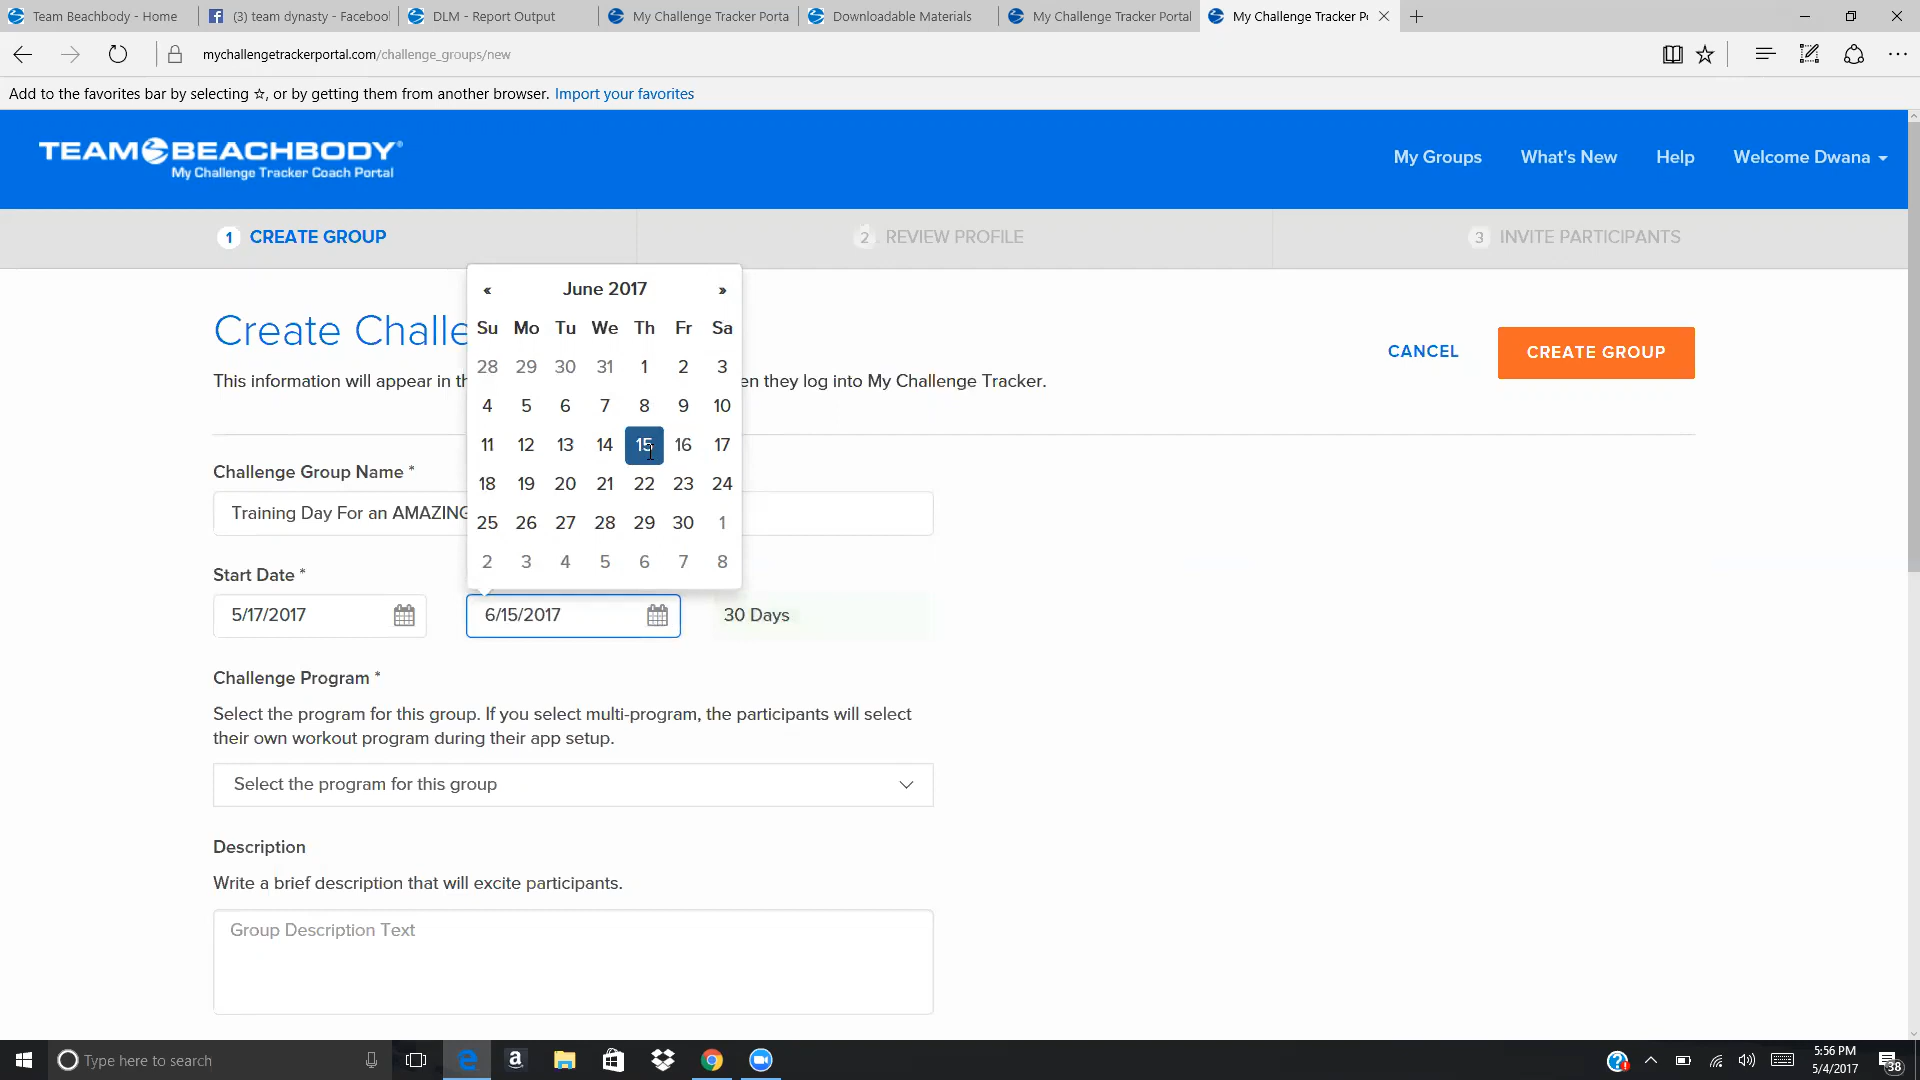 Team Beachbody - Home
(3) team dynasty - Facebool
DLM - Report Output
My Challenge Tracker Porta
Downloadable Materials
My Challenge Tracker Portal
My Challenge Tracker P
mychallengetrackerportal.com/challenge_groups/new
Add to the favorites bar by selecting ☆, or by getting them from another browser. Import your favorites
TEAM BEACHBODY®
My Challenge Tracker Coach Portal
My Groups
What's New
Help
Welcome Dwana
1 CREATE GROUP
2 REVIEW PROFILE
3 INVITE PARTICIPANTS
« June 2017 »
Su Mo Tu We Th Fr Sa
28 29 30 31 1 2 3
4 5 6 7 8 9 10
11 12 13 14 15 16 17
18 19 20 21 22 23 24
25 26 27 28 29 30 1
2 3 4 5 6 7 8
Create Challe
CANCEL
CREATE GROUP
This information will appear in th en they log into My Challenge Tracker.
Challenge Group Name *
Training Day For an AMAZING
Start Date *
5/17/2017
6/15/2017
30 Days
Challenge Program *
Select the program for this group. If you select multi-program, the participants will select
their own workout program during their app setup.
Select the program for this group
Description
Write a brief description that will excite participants.
Group Description Text
Type here to search
5:56 PM
5/4/2017
38